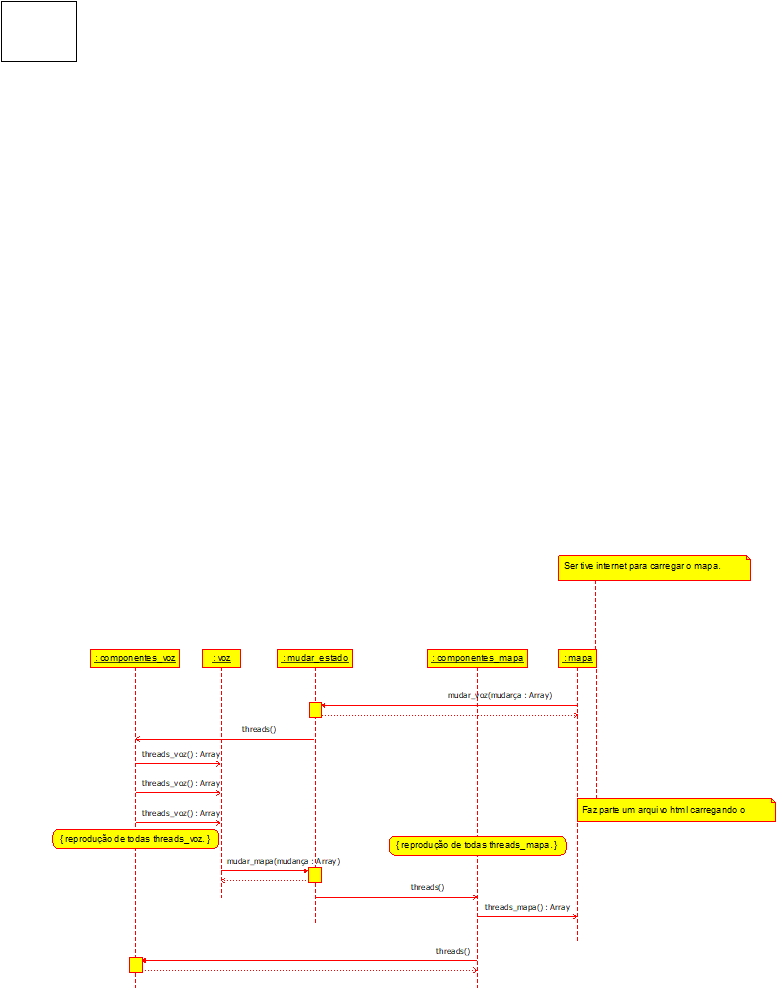 Ser tive internet para carregar o mapa.
: componentes_voz
: voz
: mudar_estado
: componentes_mapa
: mapa
mudar_voz(mudarça : Array)
threads()
threads_voz() : Array
threads_voz() : Array
Faz parte um arquivo html carregando o
threads_voz() : Array
{ reprodução de todas threads_voz. }
{ reprodução de todas threads_mapa. }
mudar_mapa(mudança : Array)
threads()
threads_mapa() : Array
threads()